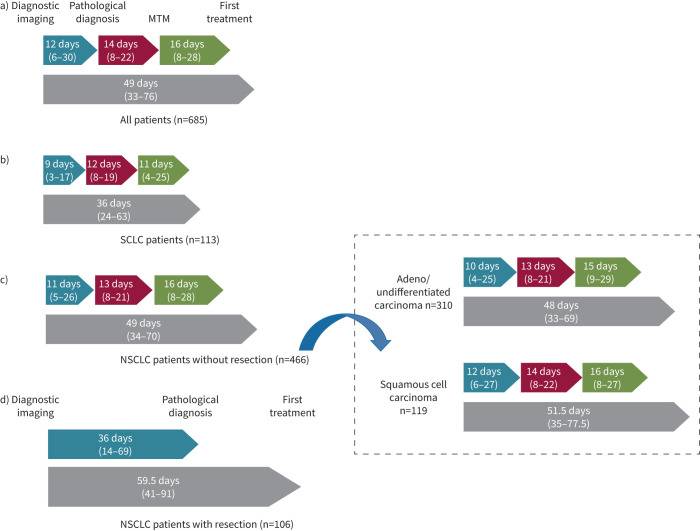 a) Diagnostic imaging
Pathological diagnosis
MTM
First treatment
12 days
(6–30)
14 days
(8–22)
16 days
(8–28)
49 days
(33–76)
All patients (n=685)
b)
9 days
(3–17)
12 days
(8–19)
11 days
(4–25)
36 days
(24–63)
SCLC patients (n=113)
c)
11 days
(5–26)
13 days
(8–21)
16 days
(8–28)
49 days
(34–70)
NSCLC patients without resection (n=466)
Adeno/
undifferentiated
carcinoma n=310
10 days
(4–25)
13 days
(8–21)
15 days
(9–29)
48 days
(33–69)
Squamous cell
carcinoma
n=119
12 days
(6–27)
14 days
(8–22)
16 days
(8–27)
51.5 days
(35–77.5)
d) Diagnostic
imaging
Pathological
diagnosis
First
treatment
36 days
(14–69)
59.5 days
(41–91)
NSCLC patients with resection (n=106)